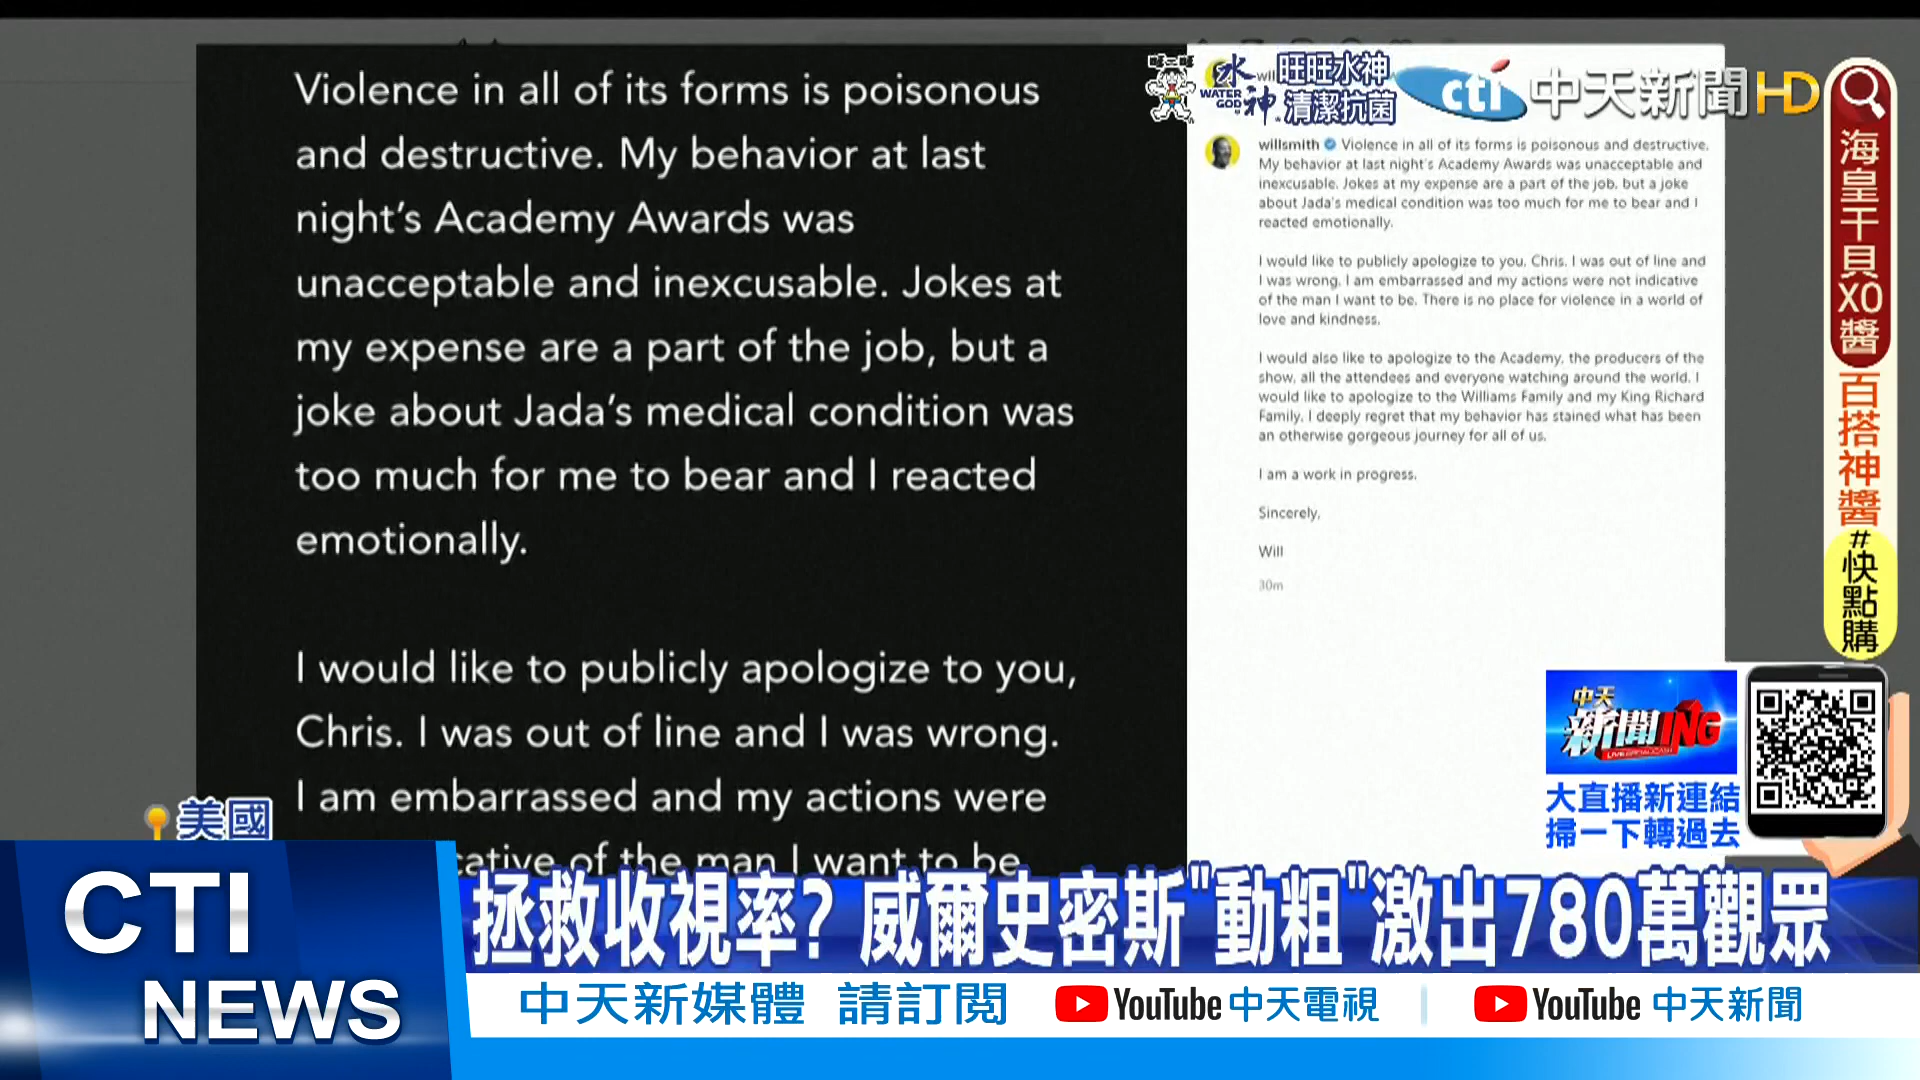 Violence in all of its forms is poisonous
and destructive. My behavior at last
night's Academy Awards was
unacceptable and inexcusable. Jokes at
my expense are a part of the job, but a
joke about Jada's medical condition was
too much for me to bear and I reacted
emotionally.
I would like to publicly apologize to you,
Chris. I was out of line and I was wrong.
I am embarrassed and my actions were
of the man I want to be
willsmith Violence in all of its forms is poisonous and destructive.
My behavior at last night's Academy Awards was unacceptable and
inexcusable. Jokes at my expense are a part of the job, but a joke
about Jada's medical condition was too much for me to bear and I
reacted emotionally.
I would like to publicly apologize to you, Chris. I was out of line and
I was wrong. I am embarrassed and my actions were not indicative
of the man I want to be. There is no place for violence in a world of
love and kindness.
I would also like to apologize to the Academy, the producers of the
show, all the attendees and everyone watching around the world. I
would like to apologize to the Williams Family and my King Richard
Family. I deeply regret that my behavior has stained what has been
an otherwise gorgeous journey for all of us.
I am a work in progress.
Sincerely,
Will
30m
水神
WATER GOD
旺旺水神
清潔抗菌
cti 中天新聞HD
海皇干貝XO醬
百搭神醬
#快點購
中天
新聞ING
大直播新連結
掃一下轉過去
美國
CTI
NEWS
拯救收視率? 威爾史密斯"動粗"激出780萬觀眾
中天新媒體 請訂閱 YouTube 中天電視 | YouTube 中天新聞